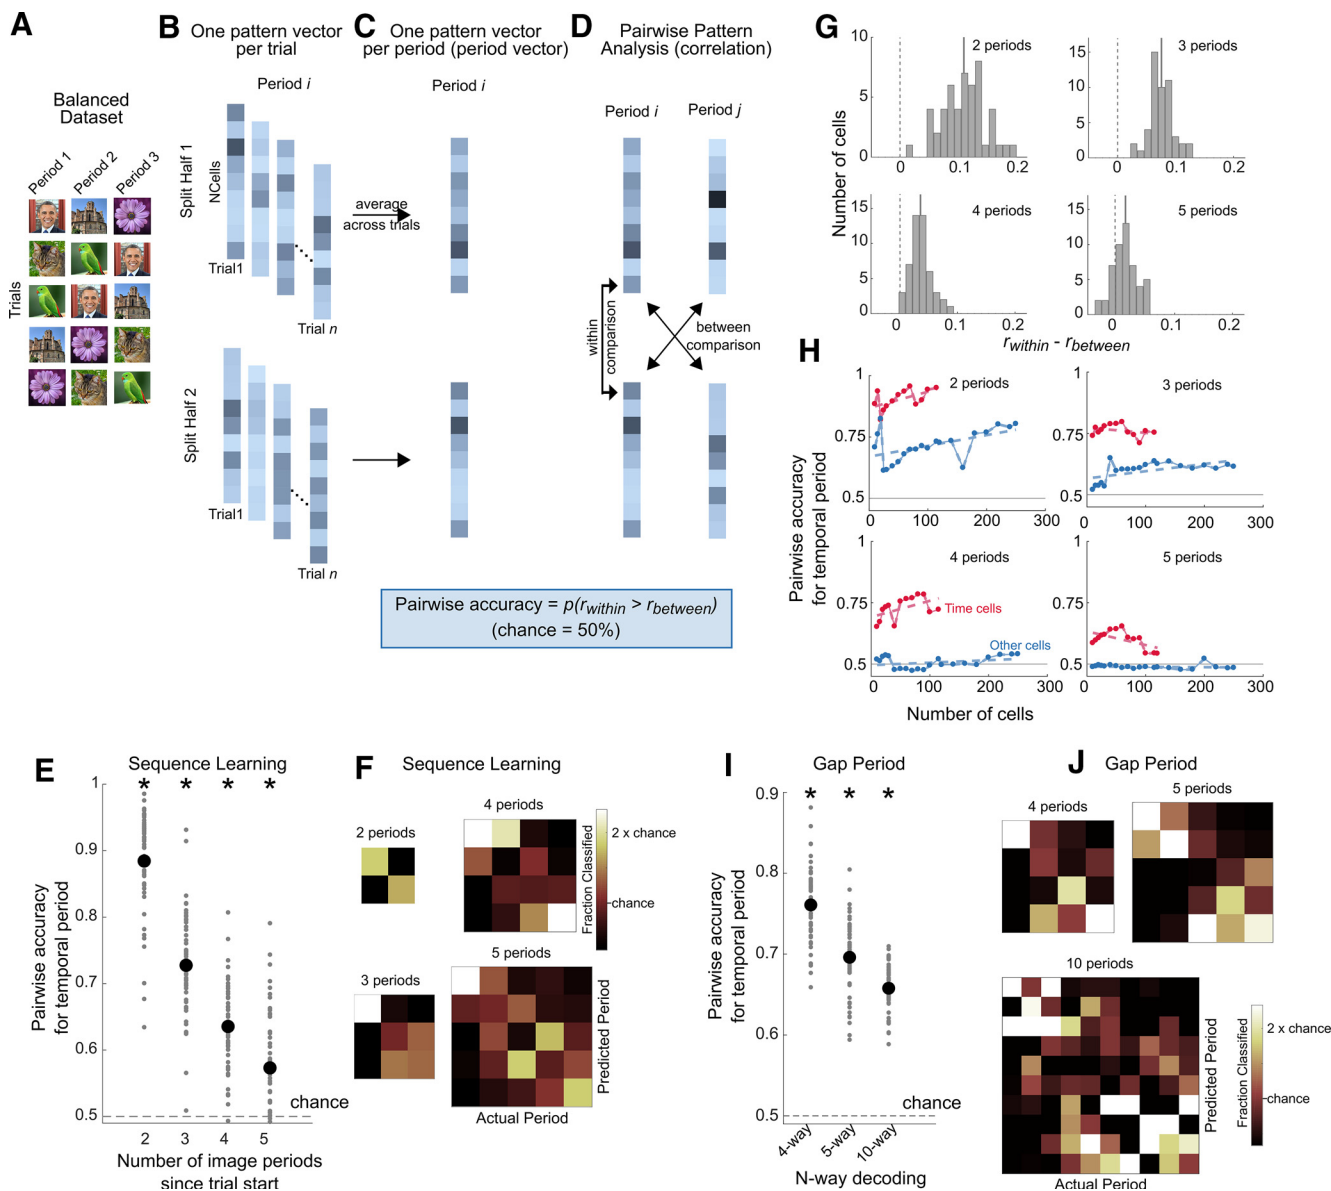 A
Balanced
Dataset
Period 1
Period 2
Period 3
Trials
B
One pattern vector
per trial
Period i
Split Half 1
NCells
Trial1
Trial n
Split Half 2
Trial1
Trial n
C
One pattern vector
per period (period vector)
Period i
average
across trials
D
Pairwise Pattern
Analysis (correlation)
Period i
Period j
within
comparison
between
comparison
Pairwise accuracy = p(rwithin > rbetween)
(chance = 50%)
E
Sequence Learning
* * * *
1
0.9
0.8
0.7
0.6
0.5
Pairwise accuracy
for temporal period
chance
2 3 4 5
Number of image periods
since trial start
F
Sequence Learning
2 periods
4 periods
3 periods
5 periods
Fraction Classified
2 x chance
chance
Predicted Period
Actual Period
G
2 periods
10
5
0
0 0.1 0.2
3 periods
15
10
5
0
0 0.1 0.2
4 periods
15
10
5
0
0 0.1 0.2
5 periods
15
10
5
0
0 0.1 0.2
Number of cells
rwithin - rbetween
H
2 periods
1
0.75
0.5
0 100 200 300
3 periods
1
0.75
0.5
0 100 200 300
4 periods
1
0.75
0.5
0 100 200 300
Time cells
Other cells
5 periods
1
0.75
0.5
0 100 200 300
Pairwise accuracy
for temporal period
Number of cells
I
Gap Period
* * *
0.9
0.8
0.7
0.6
0.5
Pairwise accuracy
for temporal period
chance
4-way
5-way
10-way
N-way decoding
J
Gap Period
4 periods
5 periods
10 periods
Predicted Period
Fraction Classified
2 x chance
chance
Actual Period